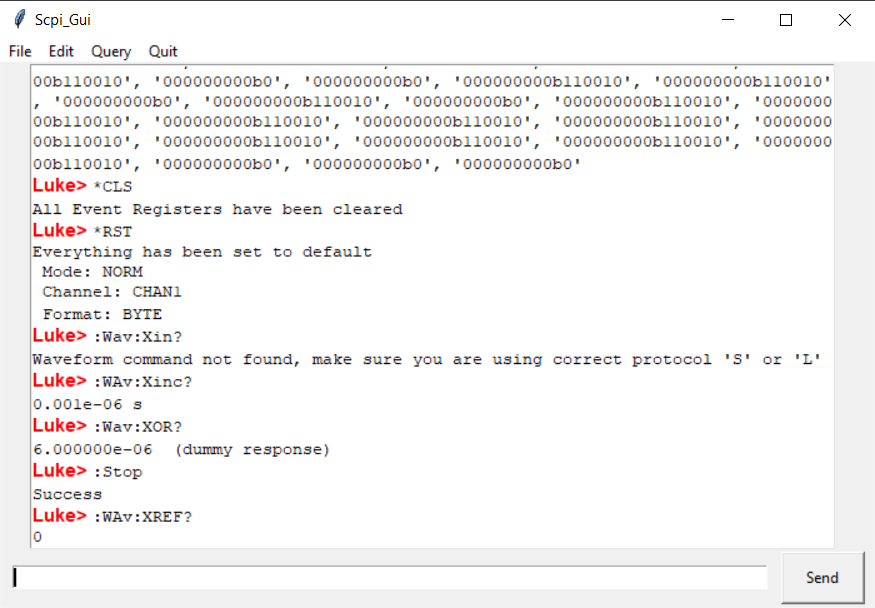 Scpi_Gui
File Edit Query Quit
00b110010', '000000000b0', '000000000b0', '000000000b110010', '000000000b110010'
, '000000000b0', '000000000b110010', '000000000b0', '000000000b110010', '0000000
00b110010', '000000000b110010', '000000000b110010', '000000000b110010', '0000000
00b110010', '000000000b110010', '000000000b110010', '000000000b110010', '0000000
00b110010', '000000000b0', '000000000b0', '000000000b0'
Luke> *CLS
All Event Registers have been cleared
Luke> *RST
Everything has been set to default
Mode: NORM
Channel: CHAN1
Format: BYTE
Luke> :Wav:Xin?
Waveform command not found, make sure you are using correct protocol 'S' or 'L'
Luke> :WAv:Xinc?
0.001e-06 s
Luke> :Wav:XOR?
6.000000e-06  (dummy response)
Luke> :Stop
Success
Luke> :WAv:XREF?
0
Send